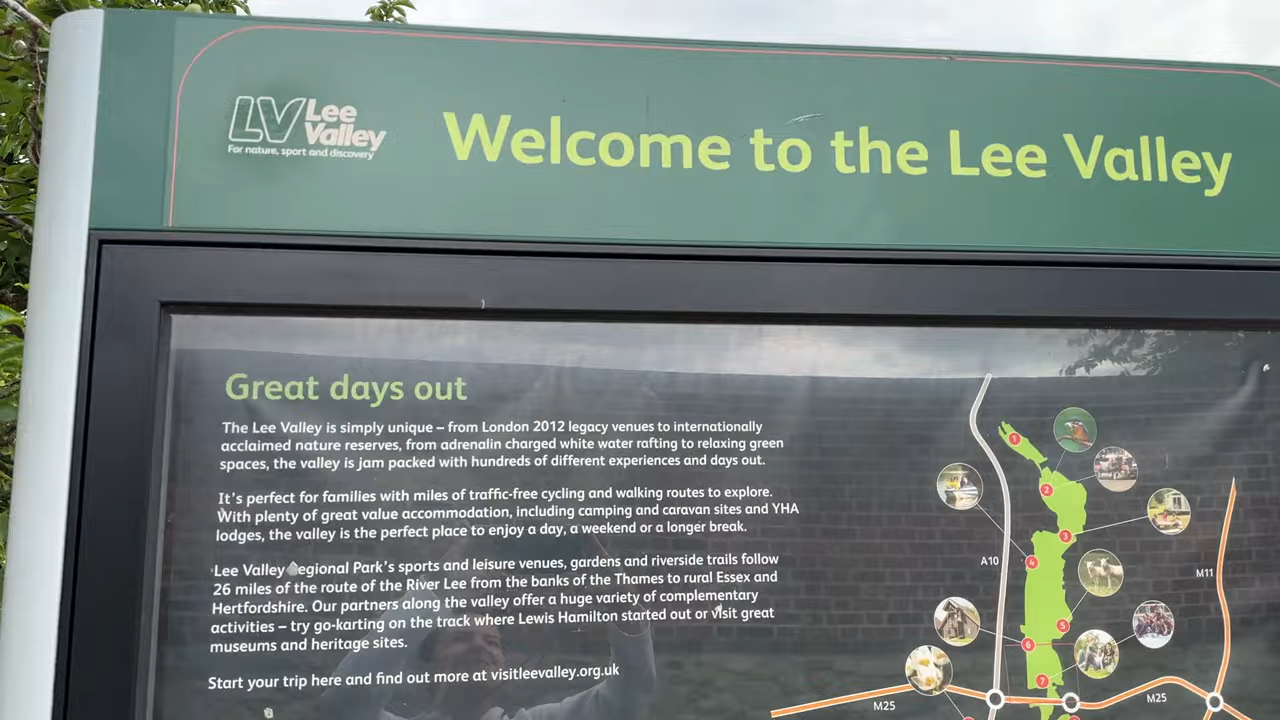 LV Lee Valley
For nature, sport and discovery
Welcome to the Lee Valley
Great days out
The Lee Valley is simply unique – from London 2012 legacy venues to internationally
acclaimed nature reserves, from adrenalin charged white water rafting to relaxing green
spaces, the valley is jam packed with hundreds of different experiences and days out.
It's perfect for families with miles of traffic-free cycling and walking routes to explore.
With plenty of great value accommodation, including camping and caravan sites and YHA
lodges, the valley is the perfect place to enjoy a day, a weekend or a longer break.
Lee Valley Regional Park's sports and leisure venues, gardens and riverside trails follow
26 miles of the route of the River Lee from the banks of the Thames to rural Essex and
Hertfordshire. Our partners along the valley offer a huge variety of complementary
activities – try go-karting on the track where Lewis Hamilton started out or visit great
museums and heritage sites.
Start your trip here and find out more at visitleevalley.org.uk
1
2
3
4
A10
M11
5
6
7
M25
M25